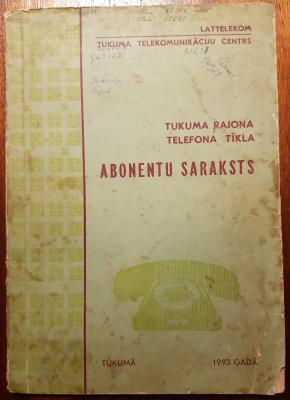 LATTELEKOM
TUKUMA TELEKOMUNIKĀCIJU CENTRS
TUKUMA RAJONA
TELEFONA TĪKLA
ABONENTU SARAKSTS
TUKUMĀ
1993. GADĀ